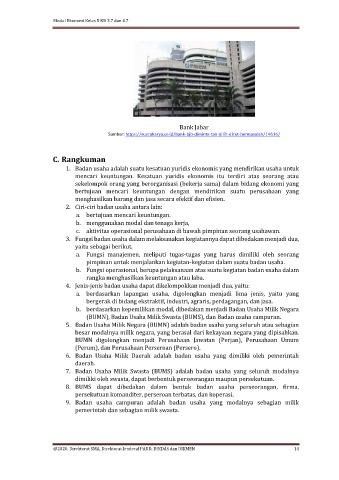 Modul Ekonomi Kelas X KD 3.7 dan 4.7
Bank Jabar
Sumber:
C. Rangkuman
1. Badan usaha adalah suatu kesatuan yuridis ekonomis yang mendirikan usaha untuk
mencari keuntungan. Kesatuan yuridis ekonomis itu terdiri atas seorang atau
sekelompok orang yang berorganisasi (bekerja sama) dalam bidang ekonomi yang
bertujuan mencari keuntungan dengan mendirikan suatu perusahaan yang
menghasilkan barang dan jasa secara efektif dan efisien.
2. Ciri-ciri badan usaha antara lain:
a. bertujuan mencari keuntungan,
b. menggunakan modal dan tenaga kerja,
c. aktivitas operasional perusahaan di bawah pimpinan seorang usahawan.
3. Fungsi badan usaha dalam melaksanakan kegiatannya dapat dibedakan menjadi dua,
yaitu sebagai berikut.
a. Fungsi manajemen, meliputi tugas-tugas yang harus dimiliki oleh seorang
pimpinan untuk menjalankan kegiatan-kegiatan dalam suatu badan usaha.
b. Fungsi operasional, berupa pelaksanaan atas suatu kegiatan badan usaha dalam
rangka menghasilkan keuntungan atau laba.
4. Jenis-jenis badan usaha dapat dikelompokkan menjadi dua, yaitu:
a. berdasarkan lapangan usaha, digolongkan menjadi lima jenis, yaitu yang
bergerak di bidang ekstraktif, industri, agraris, perdagangan, dan jasa.
b. berdasarkan kepemilikan modal, dibedakan menjadi Badan Usaha Milik Negara
(BUMN), Badan Usaha Milik Swasta (BUMS), dan Badan usaha campuran.
5. Badan Usaha Milik Negara (BUMN) adalah badan usaha yang seluruh atau sebagian
besar modalnya milik negara, yang berasal dari kekayaan negara yang dipisahkan.
BUMN digolongkan menjadi Perusahaan Jawatan (Perjan), Perusahaan Umum
(Perum), dan Perusahaan Perseroan (Persero).
6. Badan Usaha Milik Daerah adalah badan usaha yang dimiliki oleh pemerintah
daerah.
7. Badan Usaha Milik Swasta (BUMS) adalah badan usaha yang seluruh modalnya
dimiliki oleh swasta, dapat berbentuk perseorangan maupun persekutuan.
8. BUMS dapat dibedakan dalam bentuk badan usaha perseorangan, firma,
persekutuan komanditer, perseroan terbatas, dan koperasi.
9. Badan usaha campuran adalah badan usaha yang modalnya sebagian milik
pemerintah dan sebagian milik swasta.
@2020, Direktorat SMA, Direktorat Jenderal PAUD, DIKDAS dan DIKMEN 14